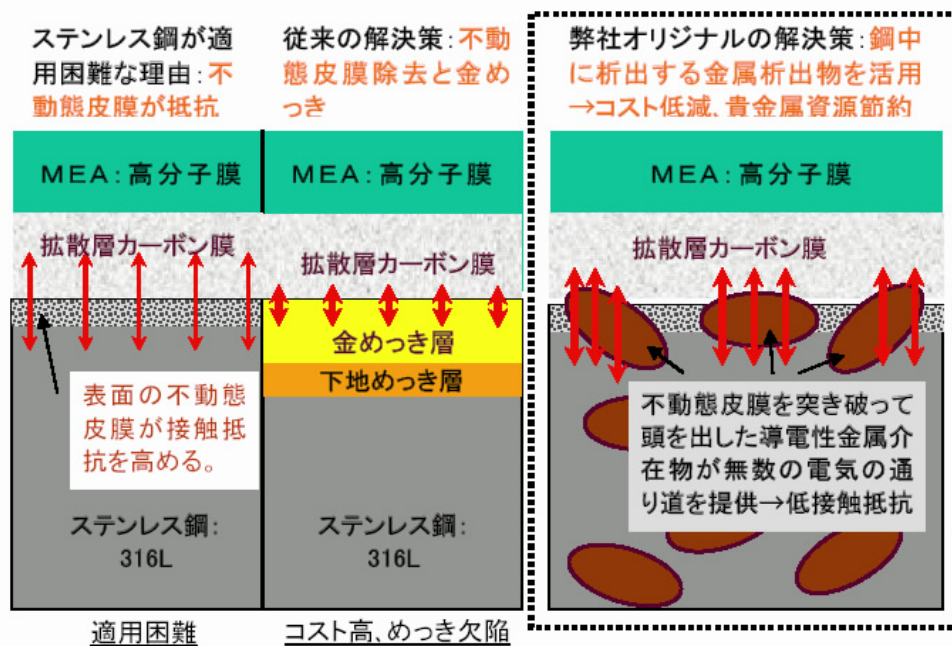 ステンレス鋼が適
用困難な理由：不
動態皮膜が抵抗
従来の解決策：不動
態皮膜除去と金め
っき
弊社オリジナルの解決策：鋼中
に析出する金属析出物を活用
→コスト低減、貴金属資源節約
MEA：高分子膜
MEA：高分子膜
MEA：高分子膜
拡散層カーボン膜
拡散層カーボン膜
拡散層カーボン膜
金めっき層
下地めっき層
表面の不動態
皮膜が接触抵
抗を高める。
不動態皮膜を突き破って
頭を出した導電性金属介
在物が無数の電気の通
り道を提供→低接触抵抗
ステンレス鋼：
316L
ステンレス鋼：
316L
適用困難
コスト高、めっき欠陥